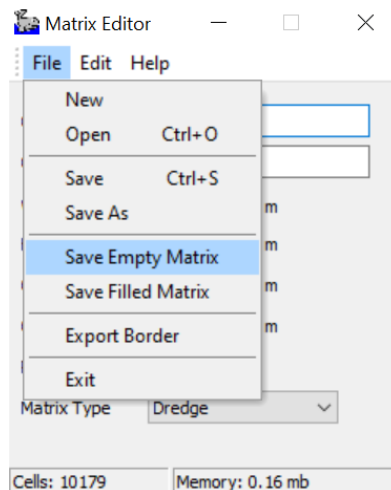 Matrix Editor
File Edit Help
New
Open Ctrl+O
Save Ctrl+S
Save As
m
Save Empty Matrix
m
Save Filled Matrix
m
Export Border
m
Exit
Matrix Type Dredge
Cells: 10179 Memory: 0.16 mb